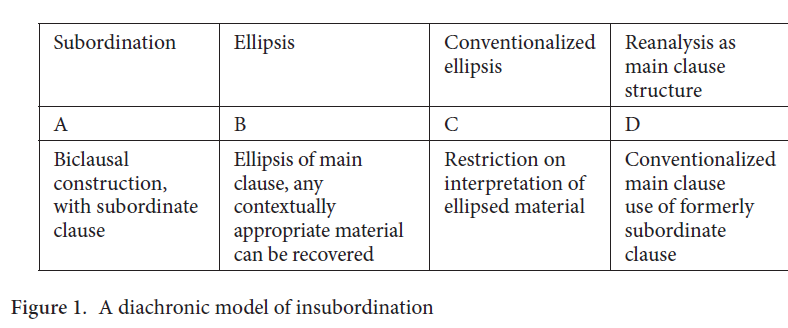 Subordination
Ellipsis
Conventionalized
ellipsis
Reanalysis as
main clause
structure
A
B
C
D
Biclausal
construction,
with subordinate
clause
Ellipsis of main
clause, any
contextually
appropriate material
can be recovered
Restriction on
interpretation of
ellipsed material
Conventionalized
main clause
use of formerly
subordinate
clause
Figure 1. A diachronic model of insubordination